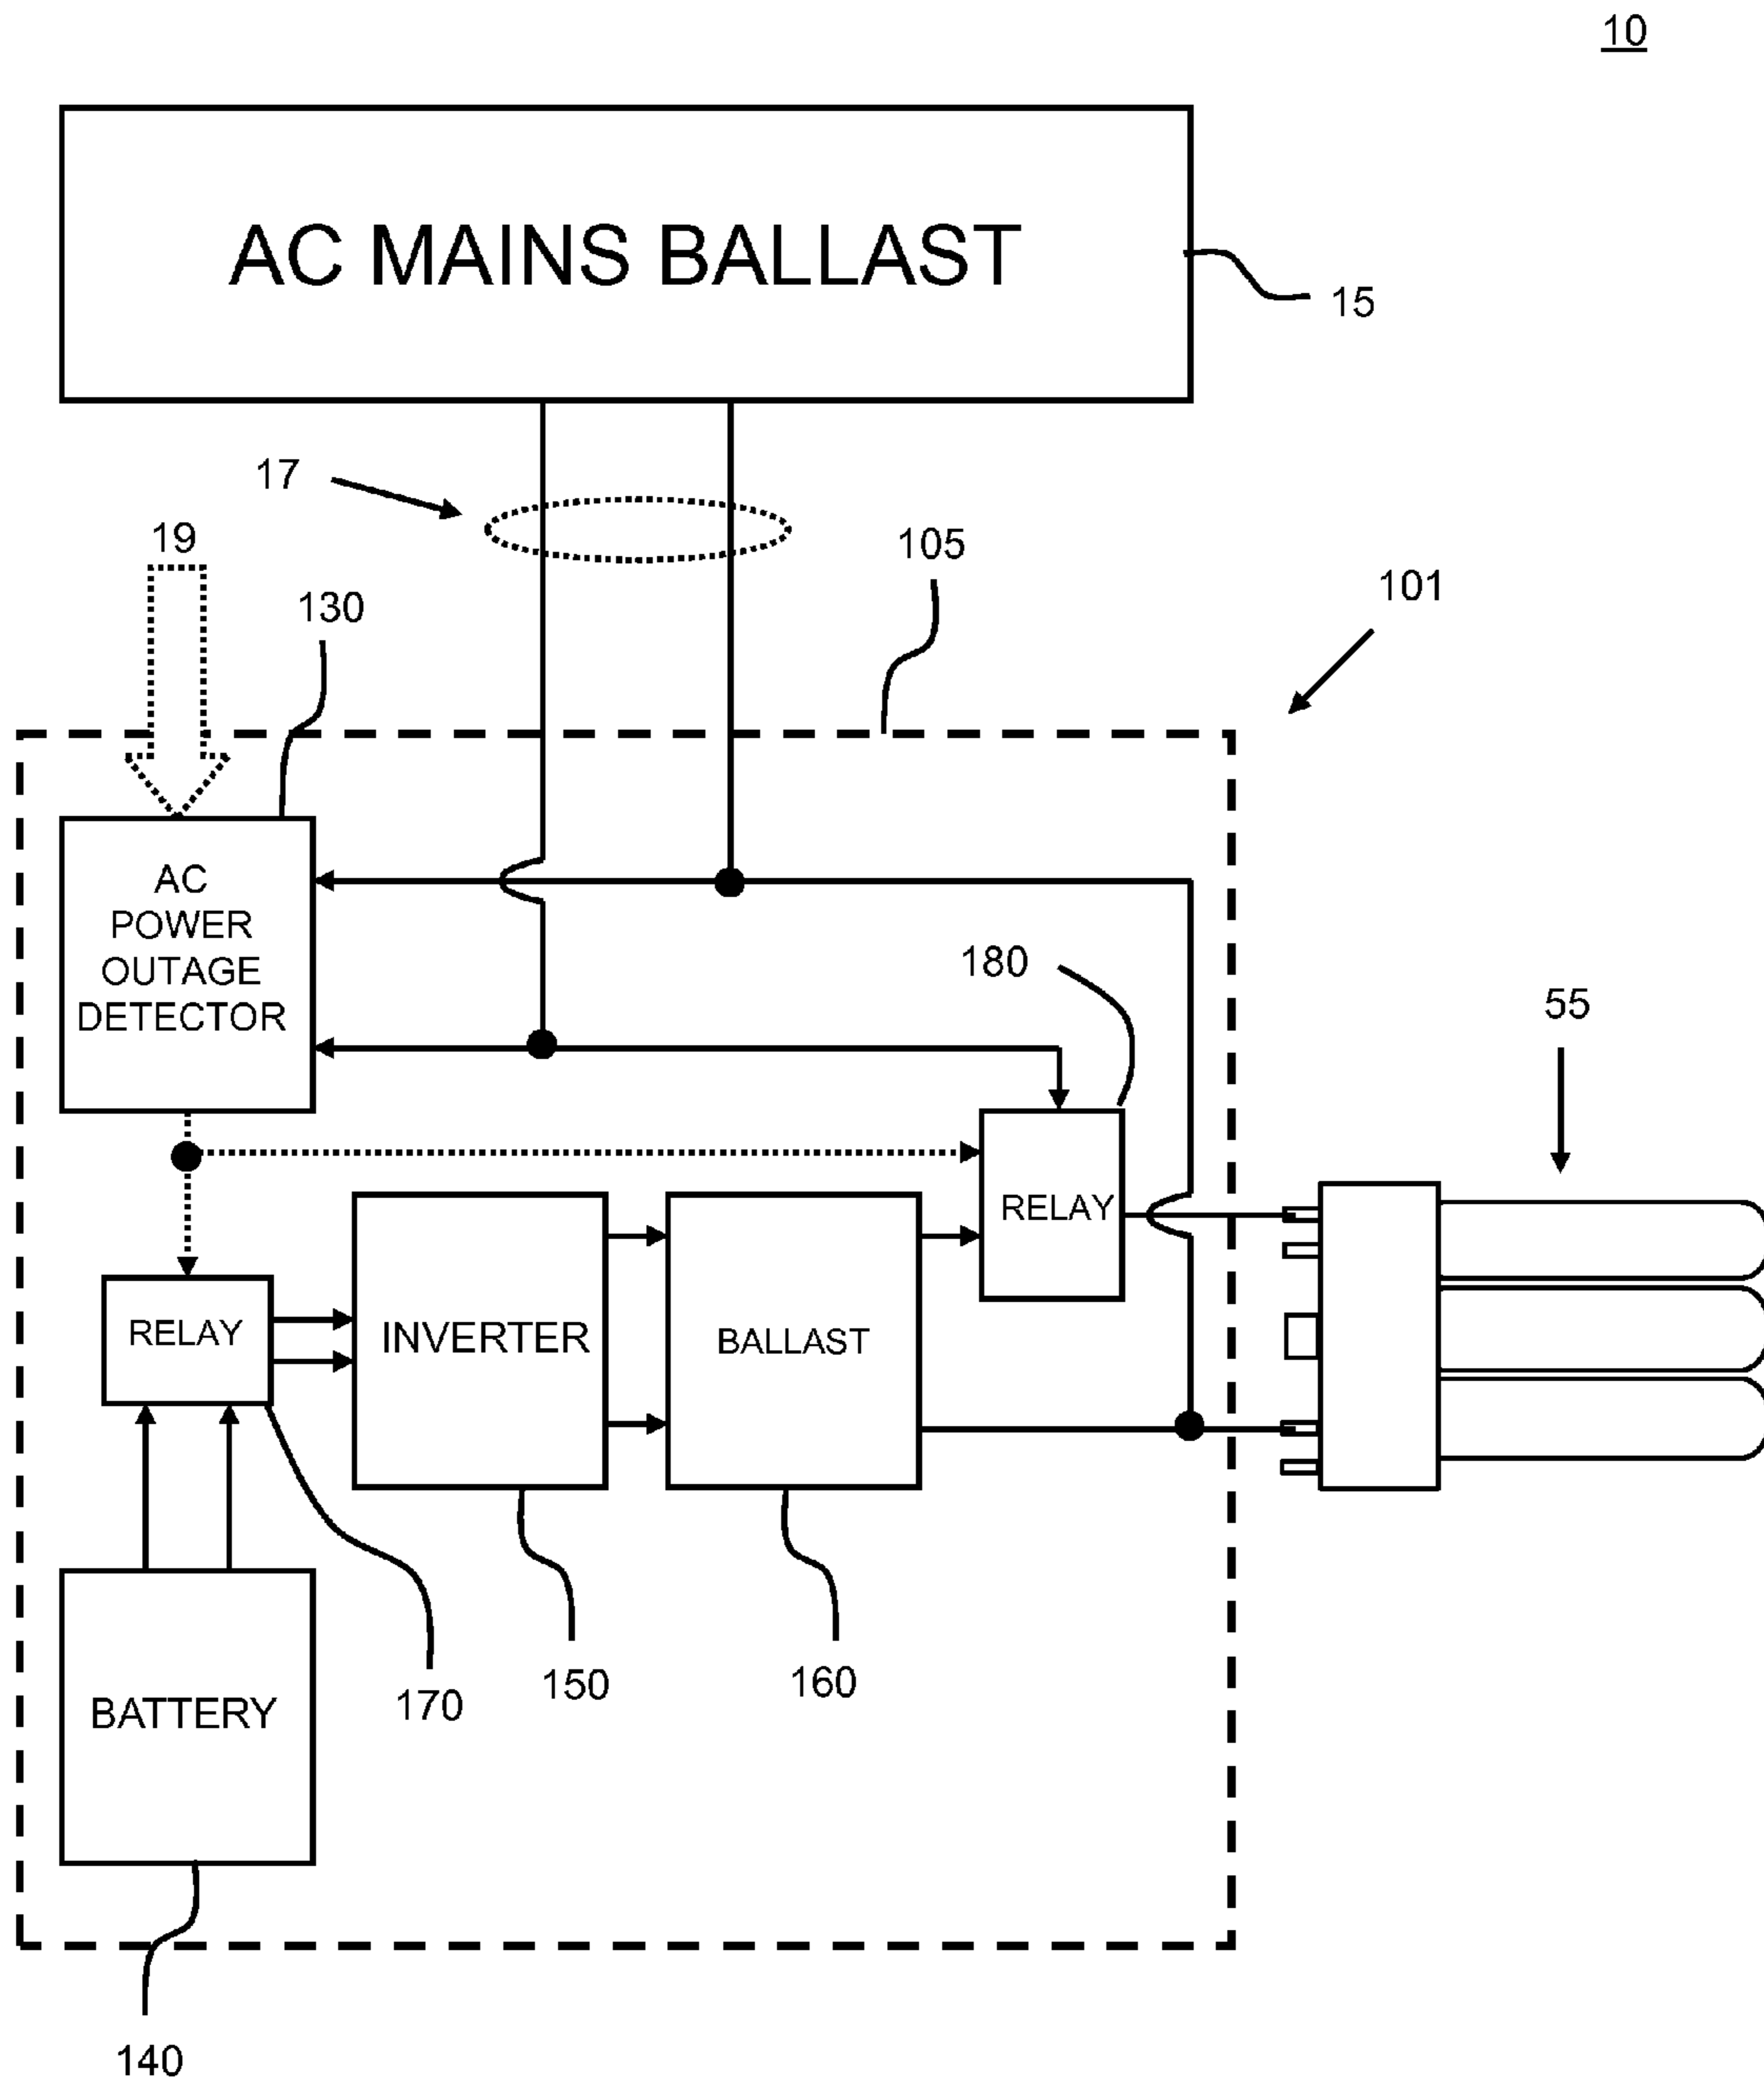 10
AC MAINS BALLAST
15
17
19
105
130
101
AC
POWER
OUTAGE
DETECTOR
180
55
RELAY
RELAY
INVERTER
BALLAST
BATTERY
170
150
160
140